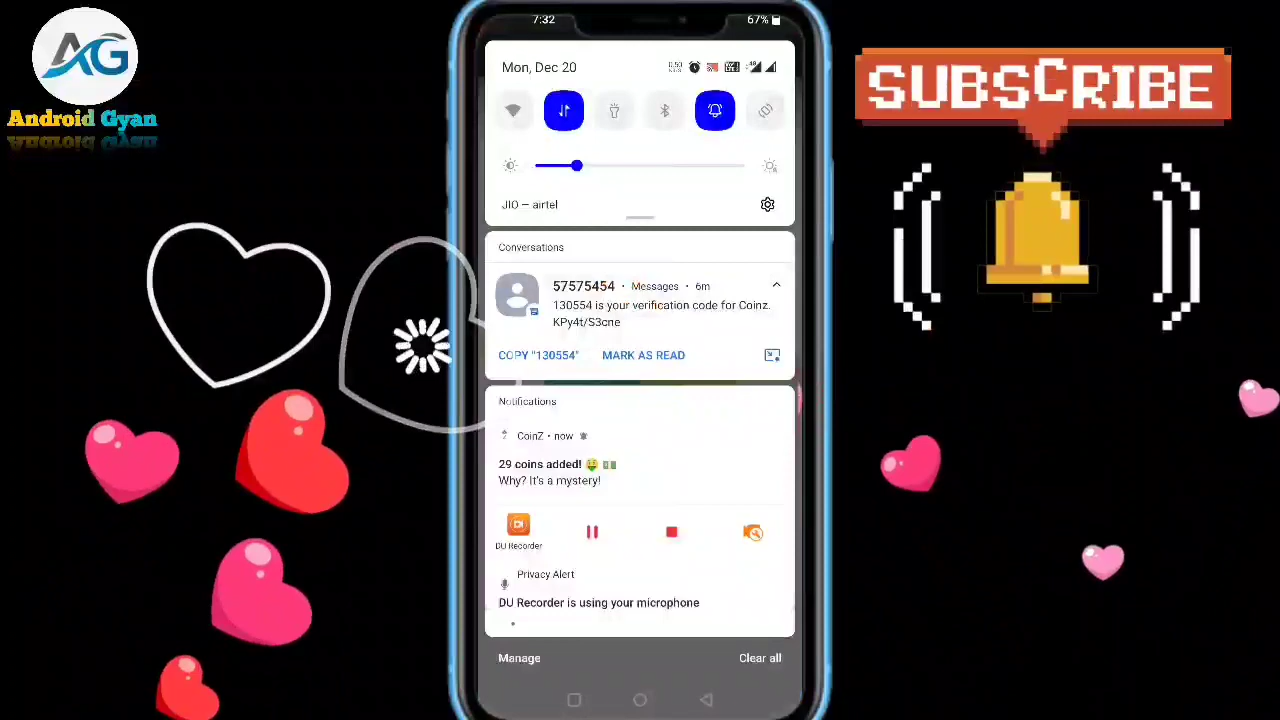 AG
Android Gyan
SUBSCRIBE
7:32
67%
Mon, Dec 20
JIO — airtel
Conversations
57575454 • Messages • 6m
130554 is your verification code for Coinz.
KPy4t/S3cne
COPY "130554"
MARK AS READ
Notifications
CoinZ • now
29 coins added!
Why? It's a mystery!
DU Recorder
Privacy Alert
DU Recorder is using your microphone
Manage
Clear all